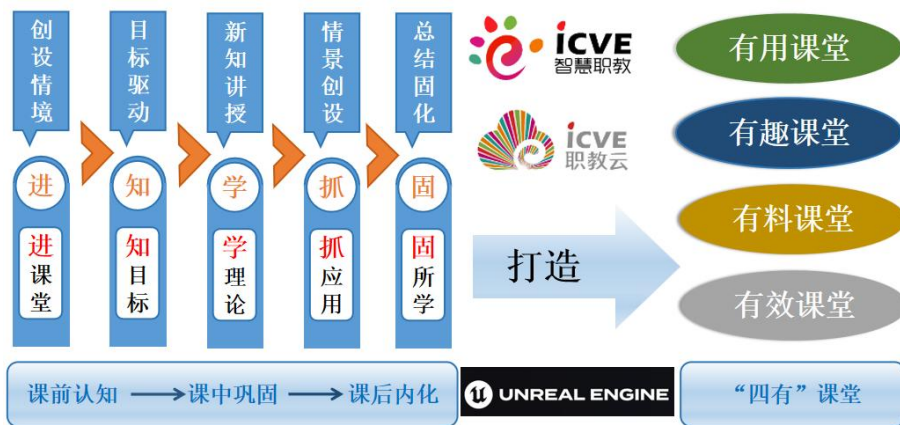 创设情境
目标驱动
新知讲授
情景创设
总结固化
进
知
学
抓
固
进课堂
知目标
学理论
抓应用
固所学
课前认知
课中巩固
课后内化
icve
智慧职教
icve
职教云
打造
UNREAL ENGINE
有用课堂
有趣课堂
有料课堂
有效课堂
“四有”课堂